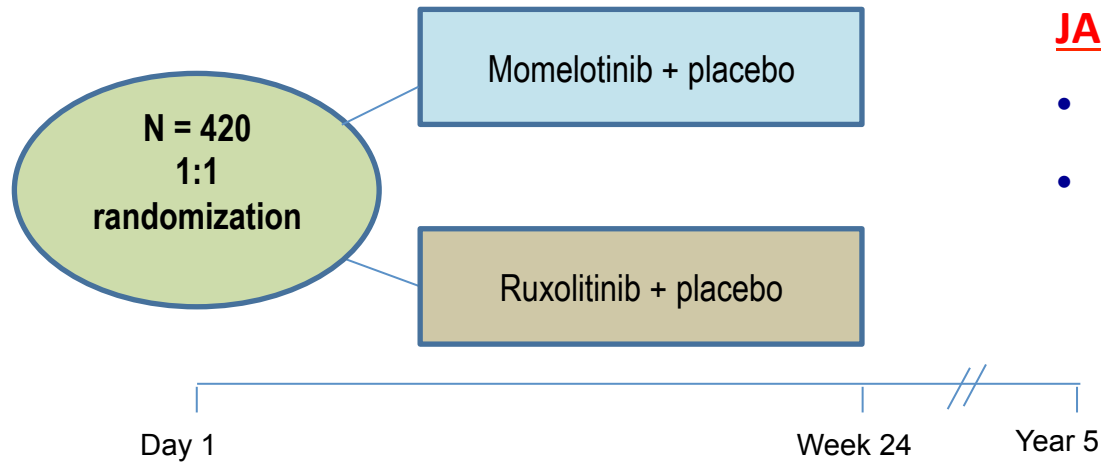 Momelotinib + placebo
JA
•
•
N = 420
1:1
randomization
Ruxolitinib + placebo
Day 1
Week 24
Year 5